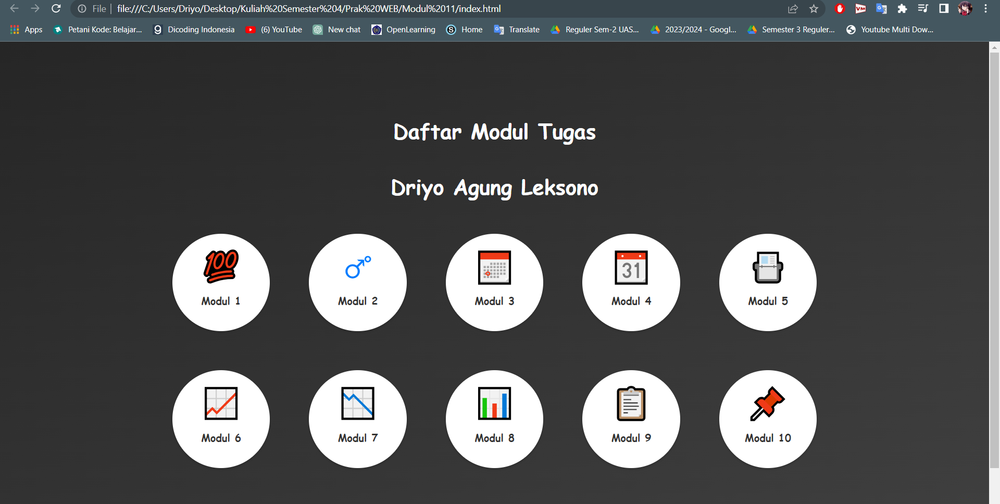 File file:///C:/Users/Driyo/Desktop/Kuliah%20Semester%204/Prak%20WEB/Modul%2011/index.html
VM
Apps Petani Kode: Belajar... Dicoding Indonesia (6) YouTube New chat OpenLearning Home Translate Reguler Sem-2 UAS... 2023/2024 - Googl... Semester 3 Reguler... Youtube Multi Dow...
Daftar Modul Tugas
Driyo Agung Leksono
100
31
Modul 1 Modul 2 Modul 3 Modul 4 Modul 5
Modul 6 Modul 7 Modul 8 Modul 9 Modul 10